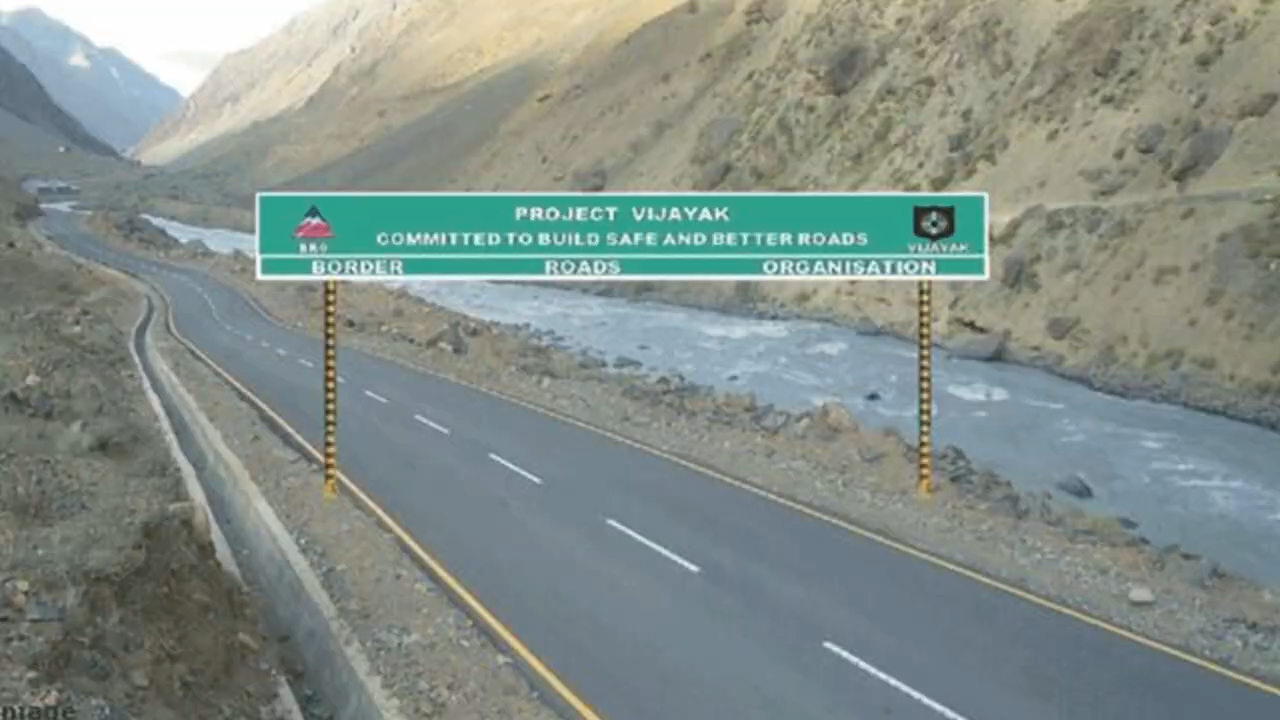 PROJECT VIJAYAK
COMMITTED TO BUILD SAFE AND BETTER ROADS
BRO
VIJAYAK
BORDER ROADS ORGANISATION